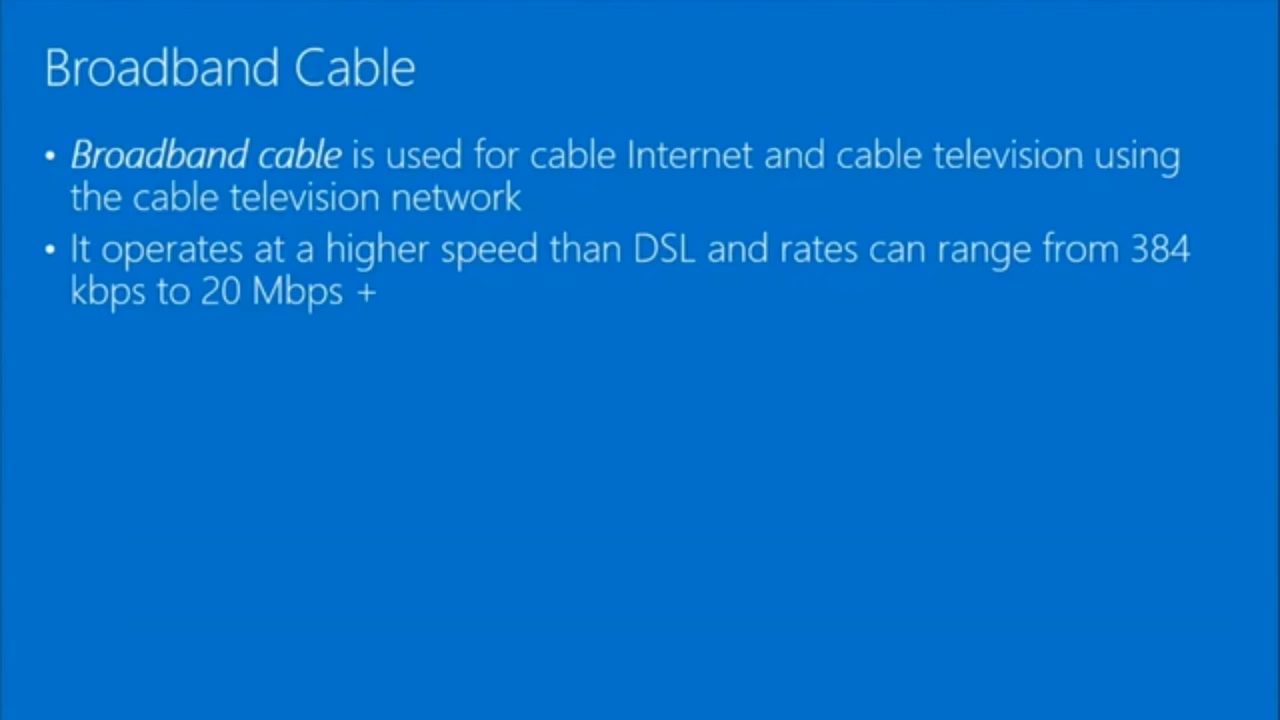 Broadband Cable
• Broadband cable is used for cable Internet and cable television using
the cable television network
• It operates at a higher speed than DSL and rates can range from 384
kbps to 20 Mbps +